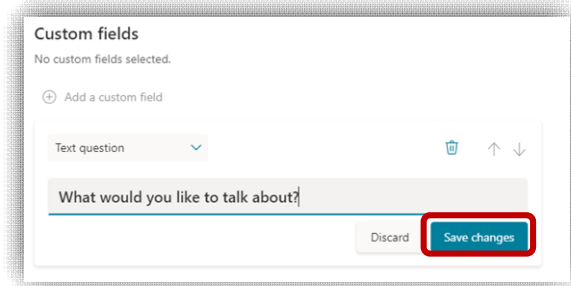 Custom fields
No custom fields selected.
Add a custom field
Text question
What would you like to talk about?
Discard Save changes